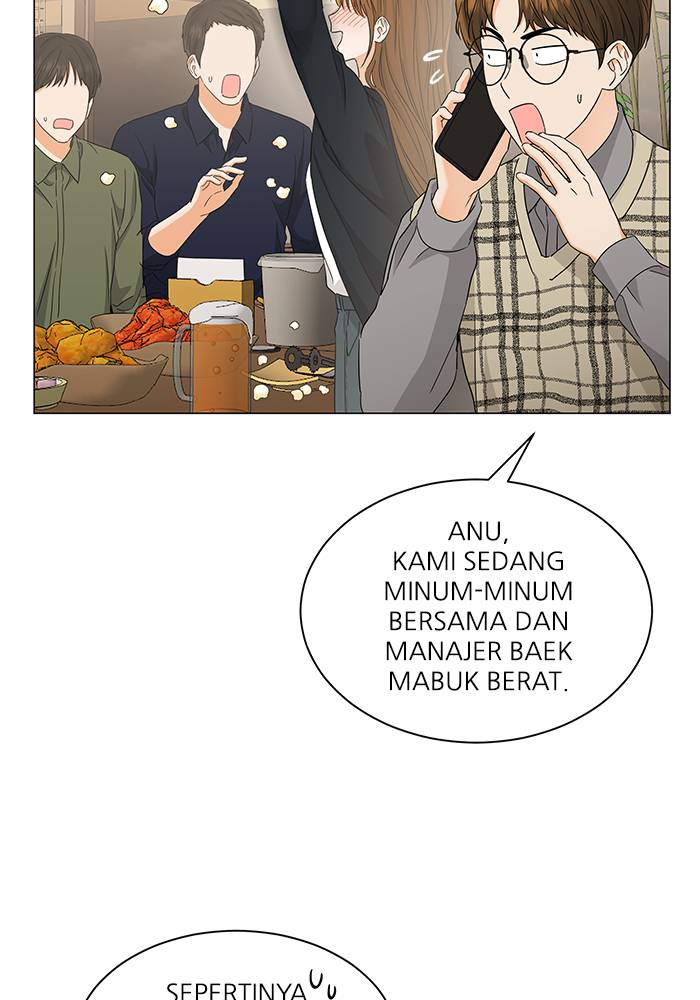 ANU,
KAMI SEDANG
MINUM-MINUM
BERSAMA DAN
MANAJER BAEK
MABUK BERAT.
SEPERTINYA